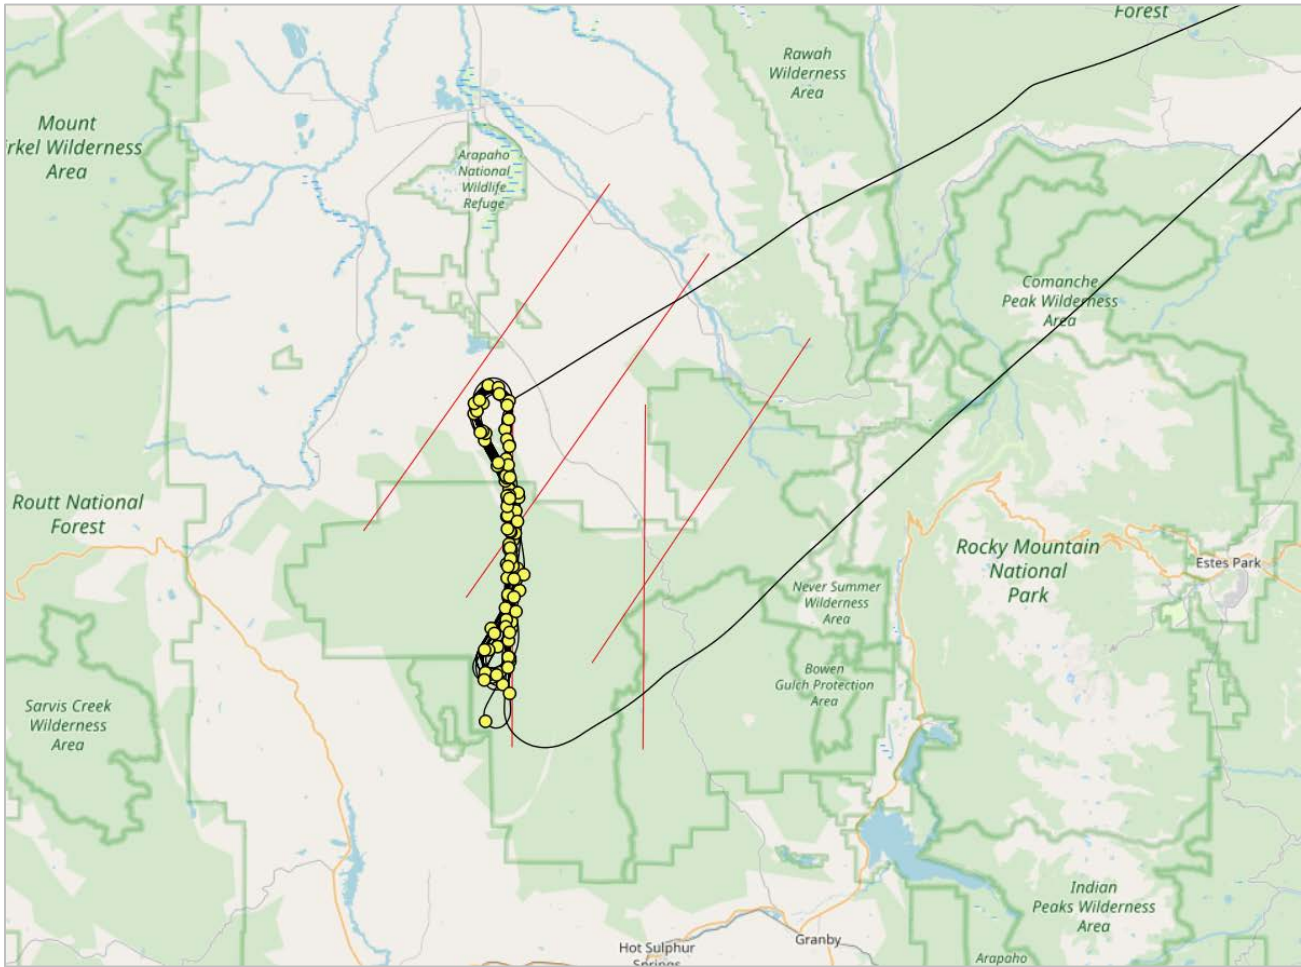 Forest
Rawah
Wilderness
Area
Mount
rkel Wilderness
Area
Arapaho
National
Wildlife
Refuge
Comanche
Peak Wilderness
Area
Routt National
Forest
Rocky Mountain
National
Park
Estes Park
Never Summer
Wilderness
Area
Bowen
Gulch Protection
Area
Sarvis Creek
Wilderness
Area
Indian
Peaks Wilderness
Area
Hot Sulphur
Springs
Granby
Arapaho